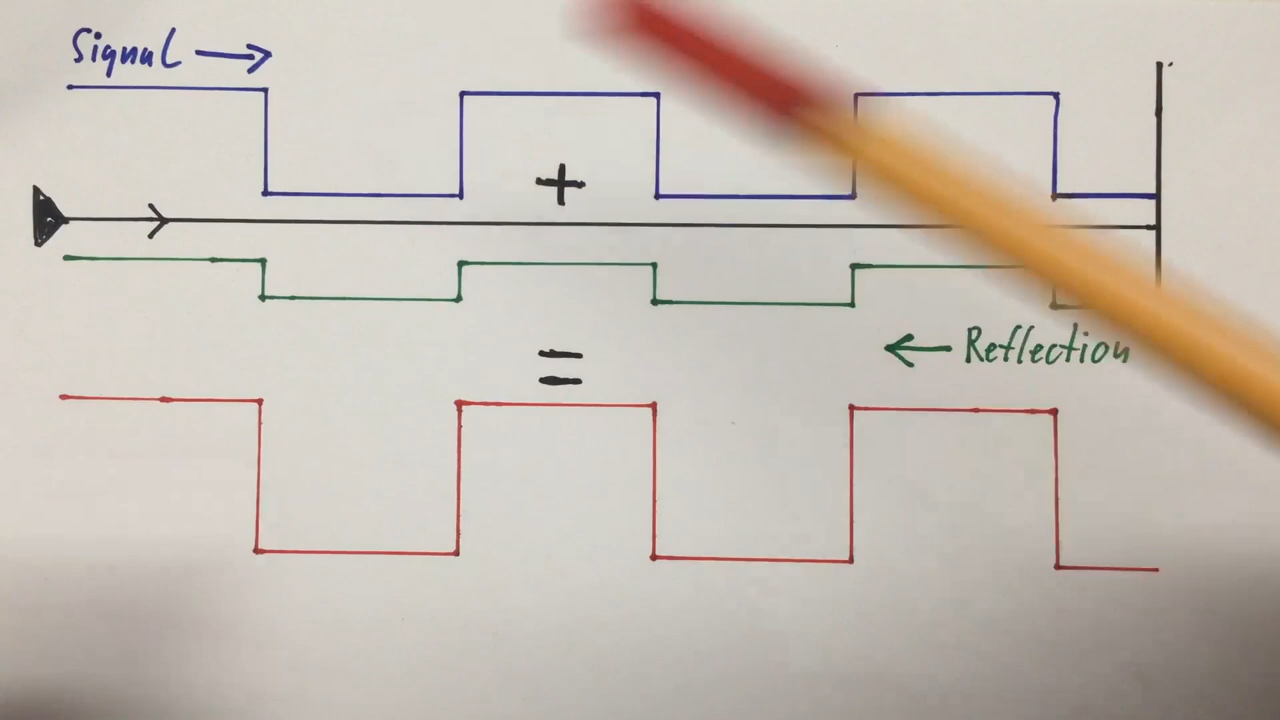 Signal →
+
=
← Reflection